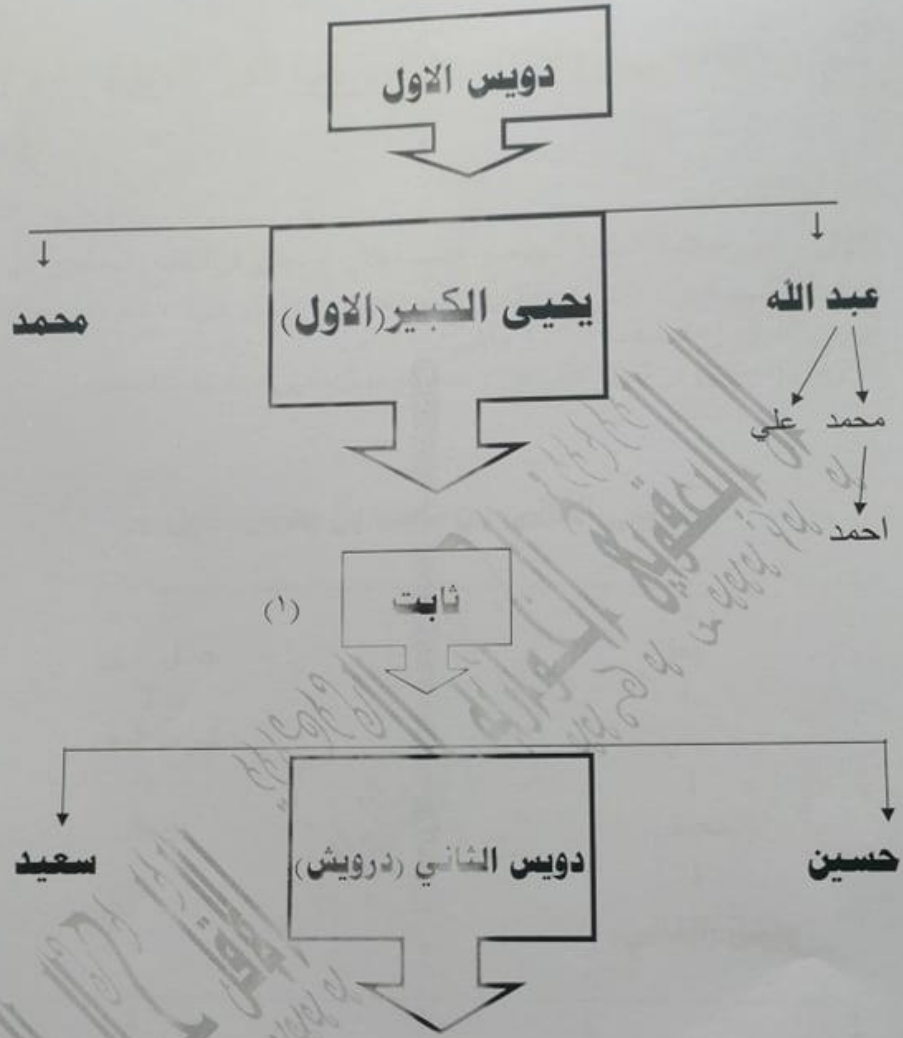 دويس الاول
عبد الله
يحيى الكبير (الاول)
محمد
محمد علي
احمد
ثابت
(١)
حسين
دويس الثاني (درويش)
سعيد